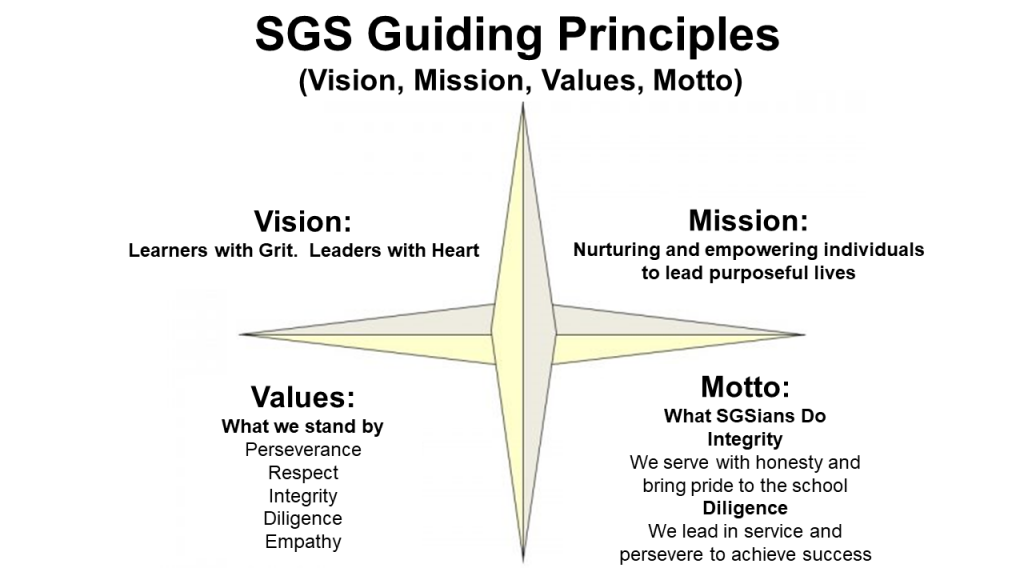 SGS Guiding Principles
(Vision, Mission, Values, Motto)
Vision:
Learners with Grit.  Leaders with Heart
Mission:
Nurturing and empowering individuals
to lead purposeful lives
Values:
What we stand by
Perseverance
Respect
Integrity
Diligence
Empathy
Motto:
What SGSians Do
Integrity
We serve with honesty and
bring pride to the school
Diligence
We lead in service and
persevere to achieve success